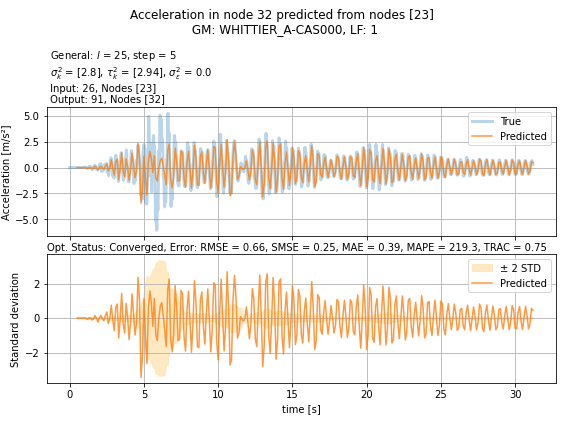 Acceleration in node 32 predicted from nodes [23]
GM: WHITTIER_A-CAS000, LF: 1
General: l = 25, step = 5
σ²ₖ = [2.8], τ²ₖ = [2.94], σ²ε = 0.0
Input: 26, Nodes [23]
Output: 91, Nodes [32]
5.0
2.5
0.0
−2.5
−5.0
Acceleration [m/s²]
True
Predicted
Opt. Status: Converged, Error: RMSE = 0.66, SMSE = 0.25, MAE = 0.39, MAPE = 219.3, TRAC = 0.75
2
0
−2
Standard deviation
± 2 STD
Predicted
0 5 10 15 20 25 30
time [s]